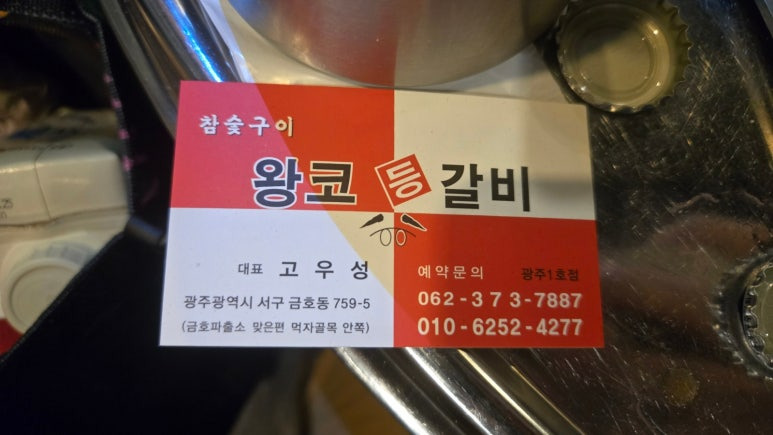 참숯구이
왕코등갈비
대표 고우성
광주광역시 서구 금호동 759-5
(금호파출소 맞은편 먹자골목 안쪽)
예약문의 광주1호점
062-373-7887
010-6252-4277